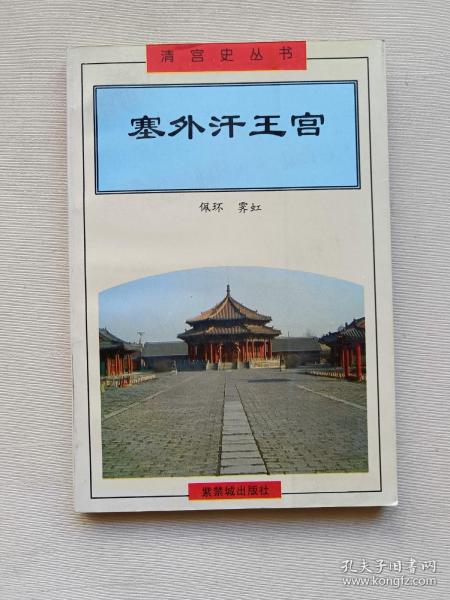 清宫史丛书
塞外汗王宫
佩环 霁虹
紫禁城出版社
孔夫子旧书网
www.kongfz.com